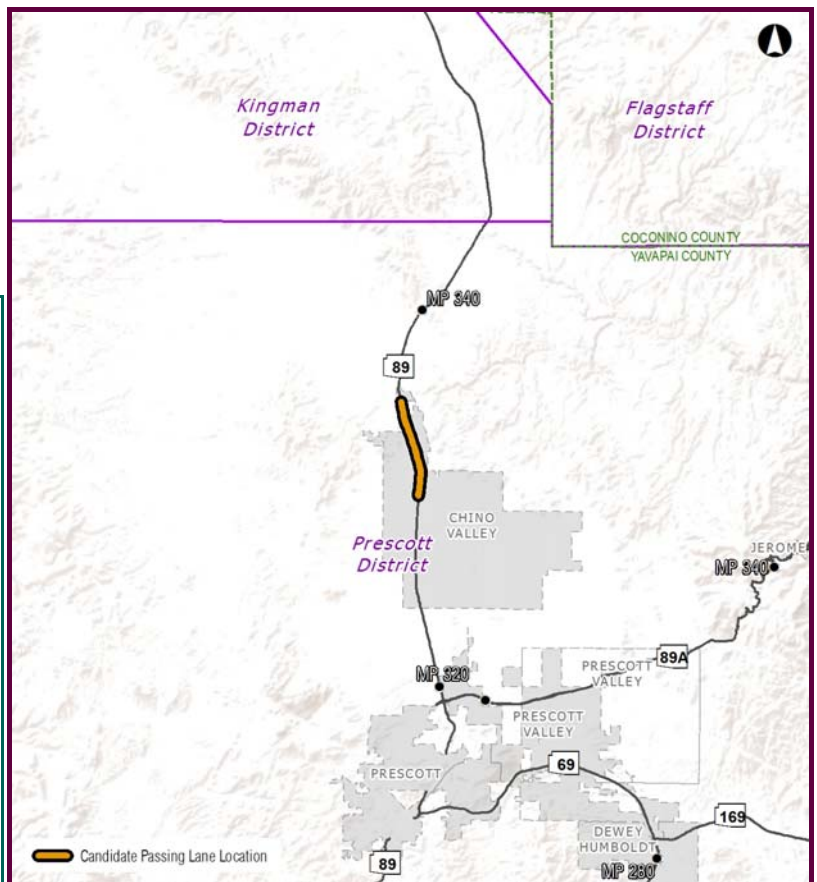 Kingman
District
Flagstaff
District
COCONINO COUNTY
YAVAPAI COUNTY
MP 340
89
CHINO
VALLEY
Prescott
District
JEROME
MP 340
89A
PRESCOTT
VALLEY
MP 320
PRESCOTT
VALLEY
69
PRESCOTT
169
DEWEY
HUMBOLDT
89
MP 280
Candidate Passing Lane Location